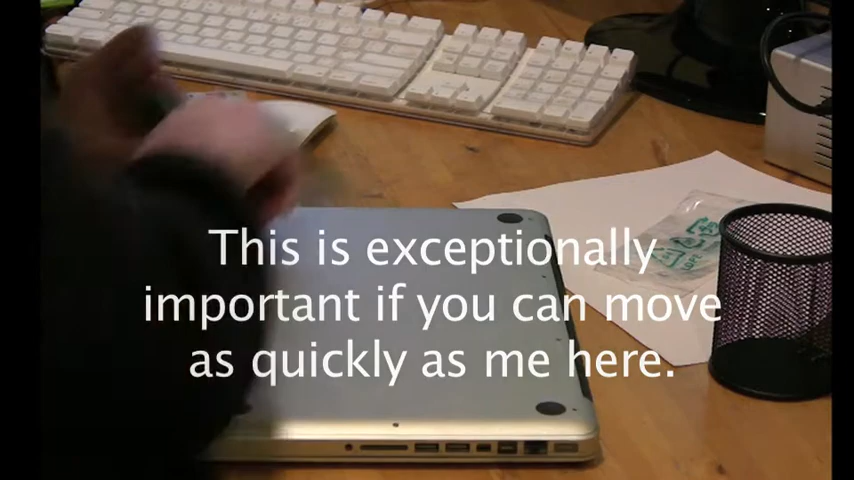 This is exceptionally
important if you can move
as quickly as me here.